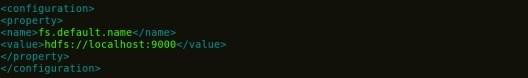 <configuration>
<property>
<name>fs.default.name</name>
<value>hdfs://localhost:9000</value>
</property>
</configuration>